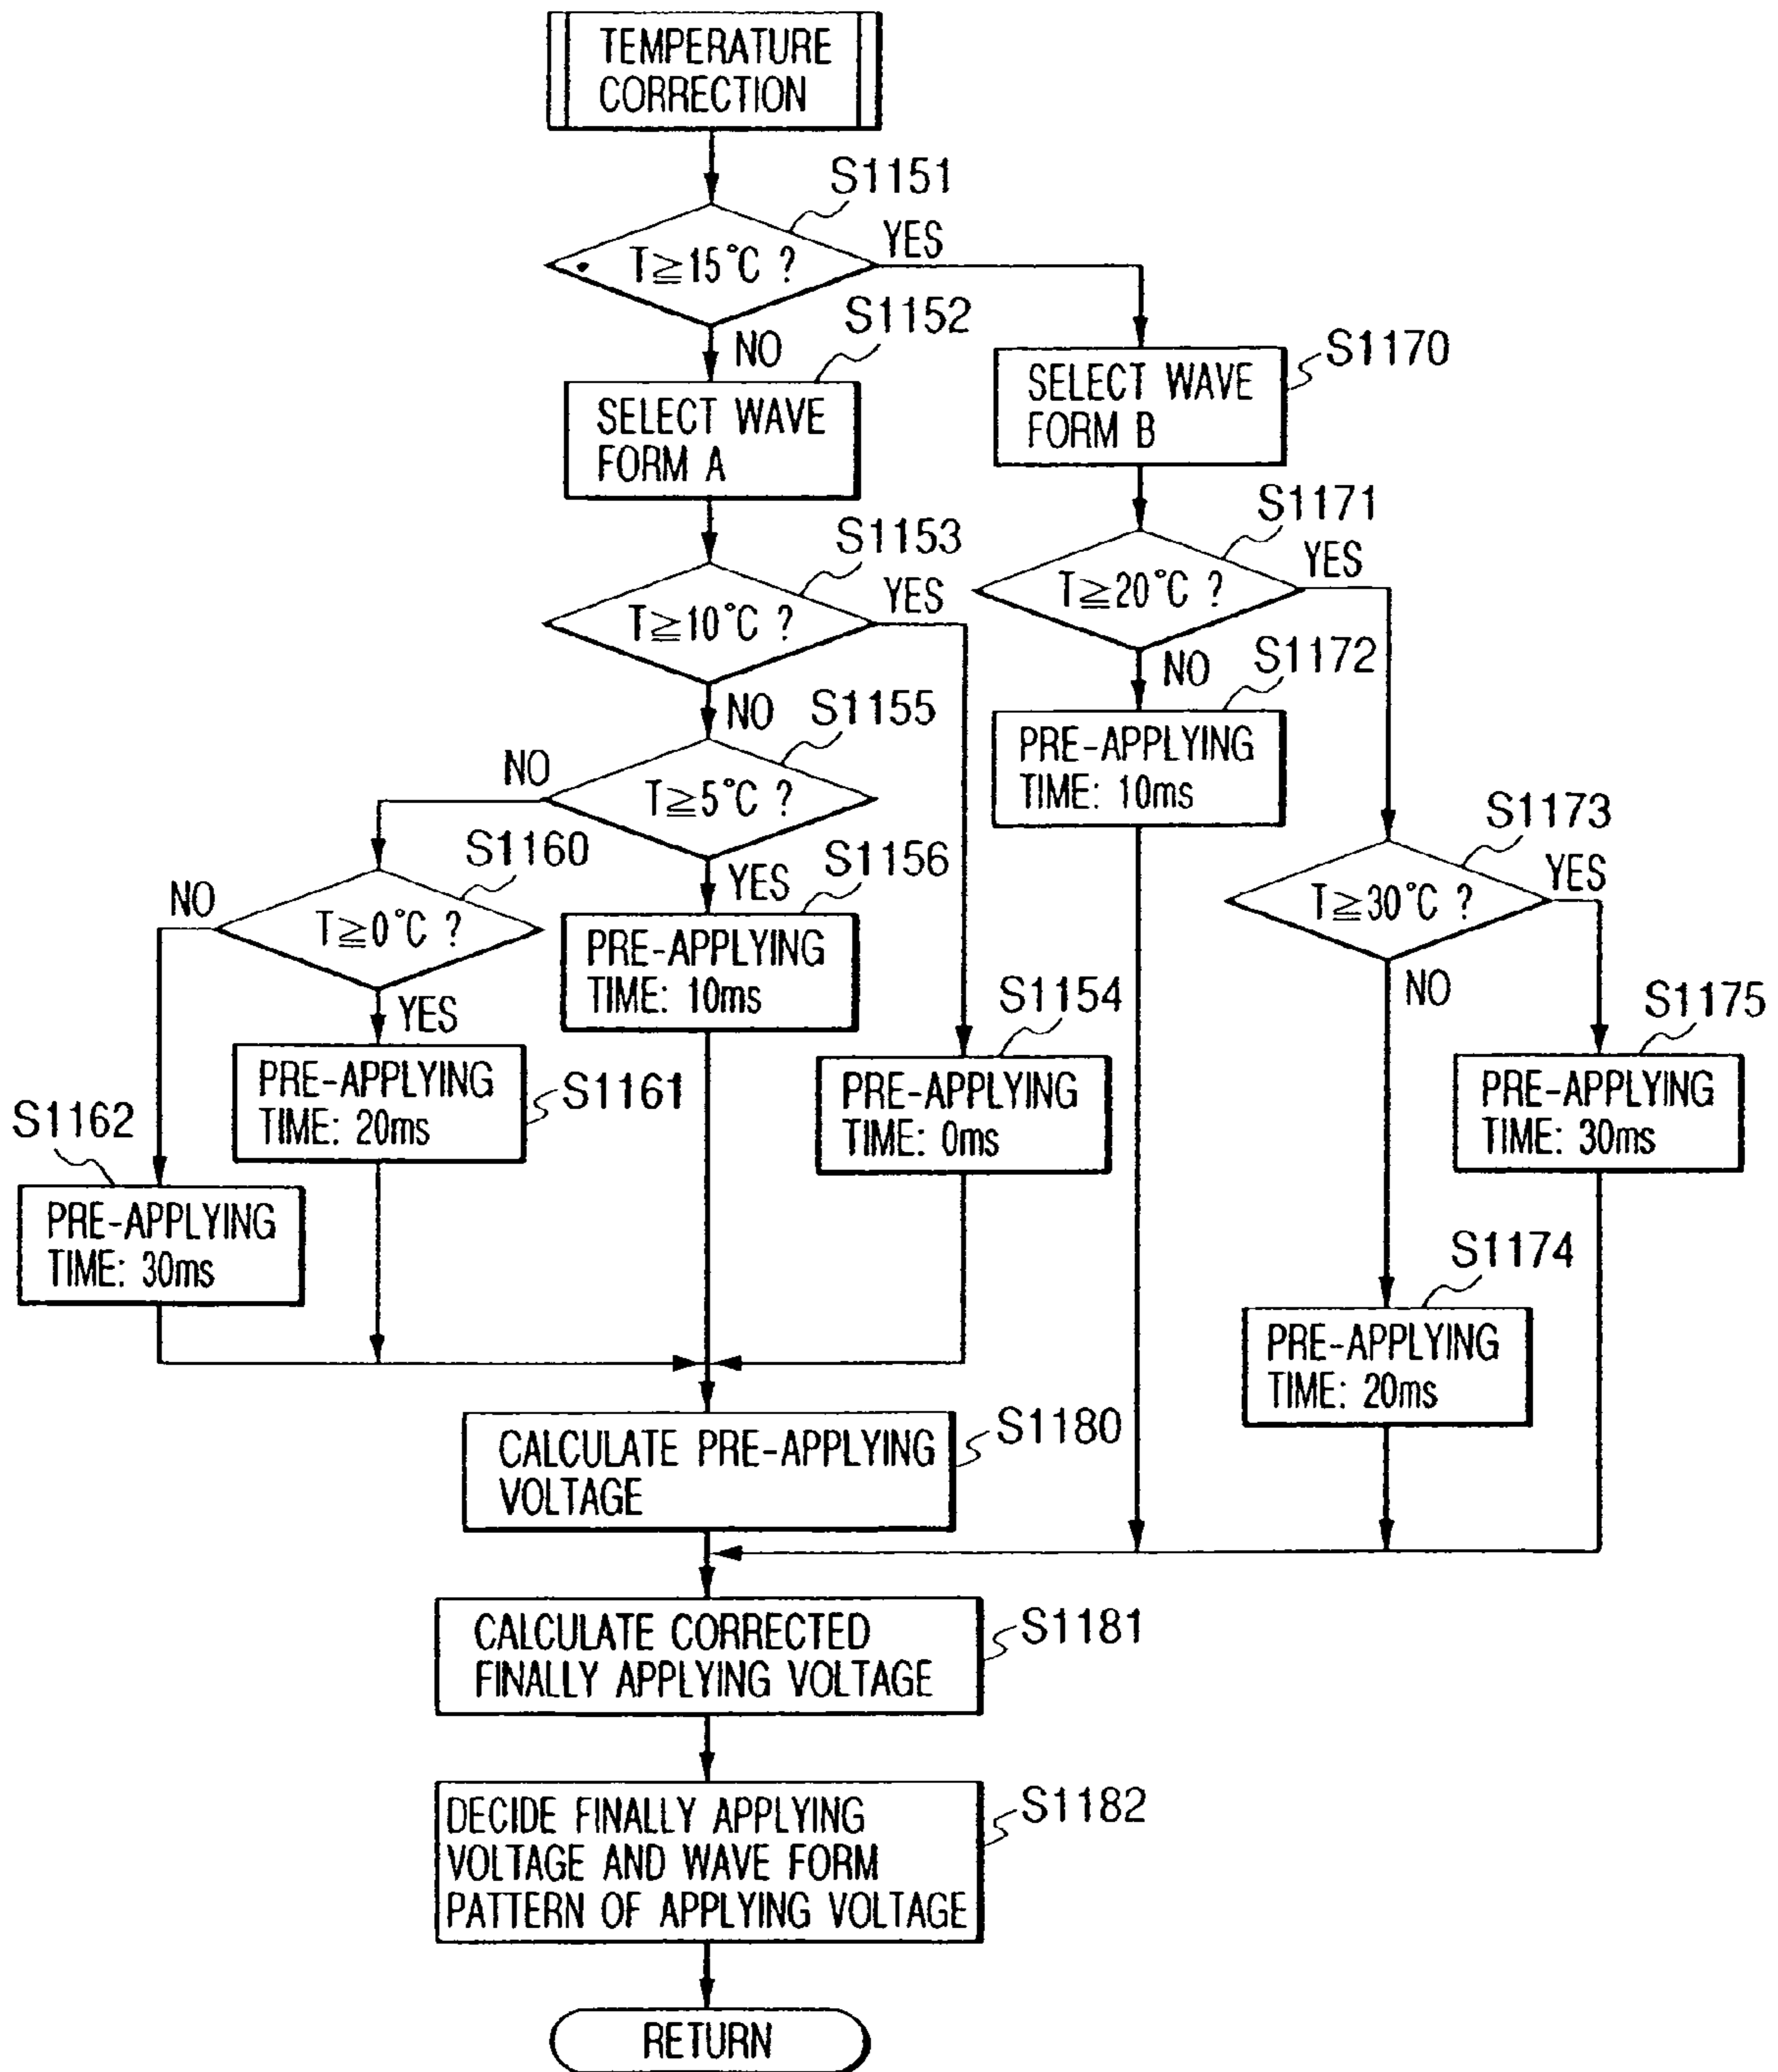 TEMPERATURE
CORRECTION
S1151
T≧15°C ?
YES
NO
S1152
SELECT WAVE
FORM A
S1170
SELECT WAVE
FORM B
S1153
T≧10°C ?
YES
NO
S1171
T≧20°C ?
YES
NO
S1172
PRE-APPLYING
TIME: 10ms
S1155
T≧5°C ?
NO
YES
S1156
PRE-APPLYING
TIME: 10ms
S1160
T≧0°C ?
NO
YES
S1173
T≧30°C ?
YES
NO
S1154
PRE-APPLYING
TIME: 0ms
S1175
PRE-APPLYING
TIME: 30ms
PRE-APPLYING
TIME: 20ms
S1161
S1162
PRE-APPLYING
TIME: 30ms
S1174
PRE-APPLYING
TIME: 20ms
CALCULATE PRE-APPLYING
VOLTAGE
S1180
CALCULATE CORRECTED
FINALLY APPLYING VOLTAGE
S1181
DECIDE FINALLY APPLYING
VOLTAGE AND WAVE FORM
PATTERN OF APPLYING VOLTAGE
S1182
RETURN